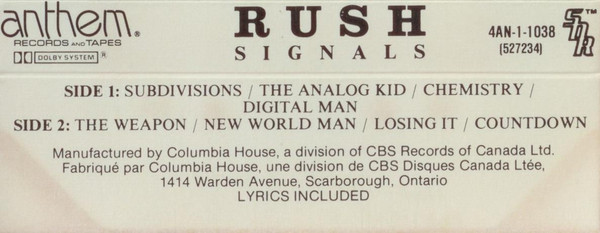 anthem®
RECORDS AND TAPES
DOLBY SYSTEM ®
RUSH
SIGNALS
4AN-1-1038
(527234)
SDR™
SIDE 1: SUBDIVISIONS / THE ANALOG KID / CHEMISTRY /
DIGITAL MAN
SIDE 2: THE WEAPON / NEW WORLD MAN / LOSING IT / COUNTDOWN
Manufactured by Columbia House, a division of CBS Records of Canada Ltd.
Fabriqué par Columbia House, une division de CBS Disques Canada Ltée,
1414 Warden Avenue, Scarborough, Ontario
LYRICS INCLUDED